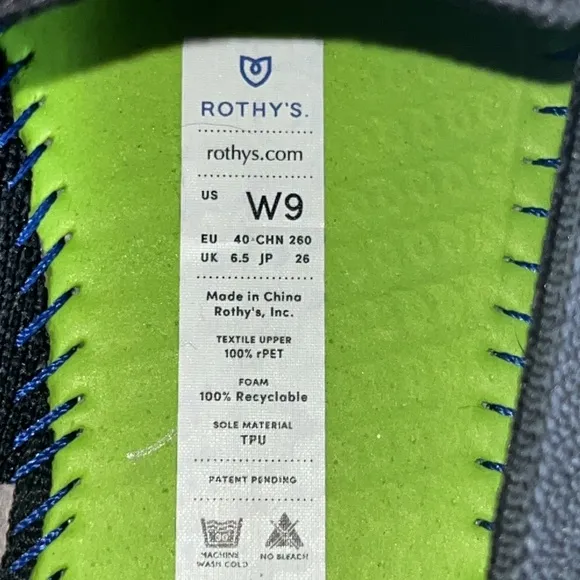 ROTHY'S.
rothys.com
US W9
EU 40 CHN 260
UK 6.5 JP 26
Made in China
Rothy's, Inc.
TEXTILE UPPER
100% rPET
FOAM
100% Recyclable
SOLE MATERIAL
TPU
PATENT PENDING
90°
MACHINE WASH COLD
NO BLEACH